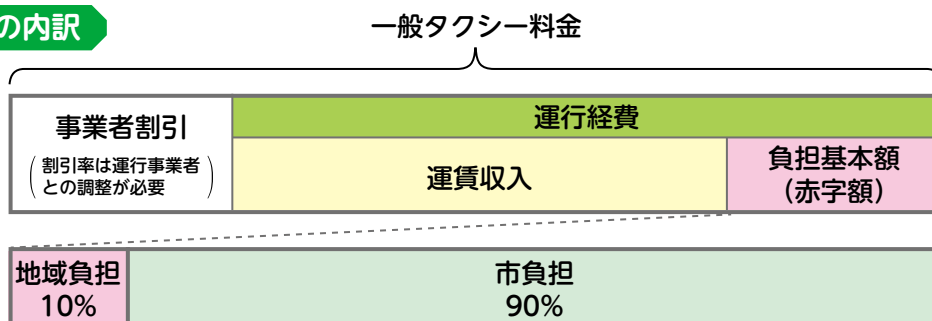 の内訳
一般タクシー料金
事業者割引
(割引率は運行事業者
との調整が必要)
運行経費
運賃収入
負担基本額
(赤字額)
地域負担
10%
市負担
90%